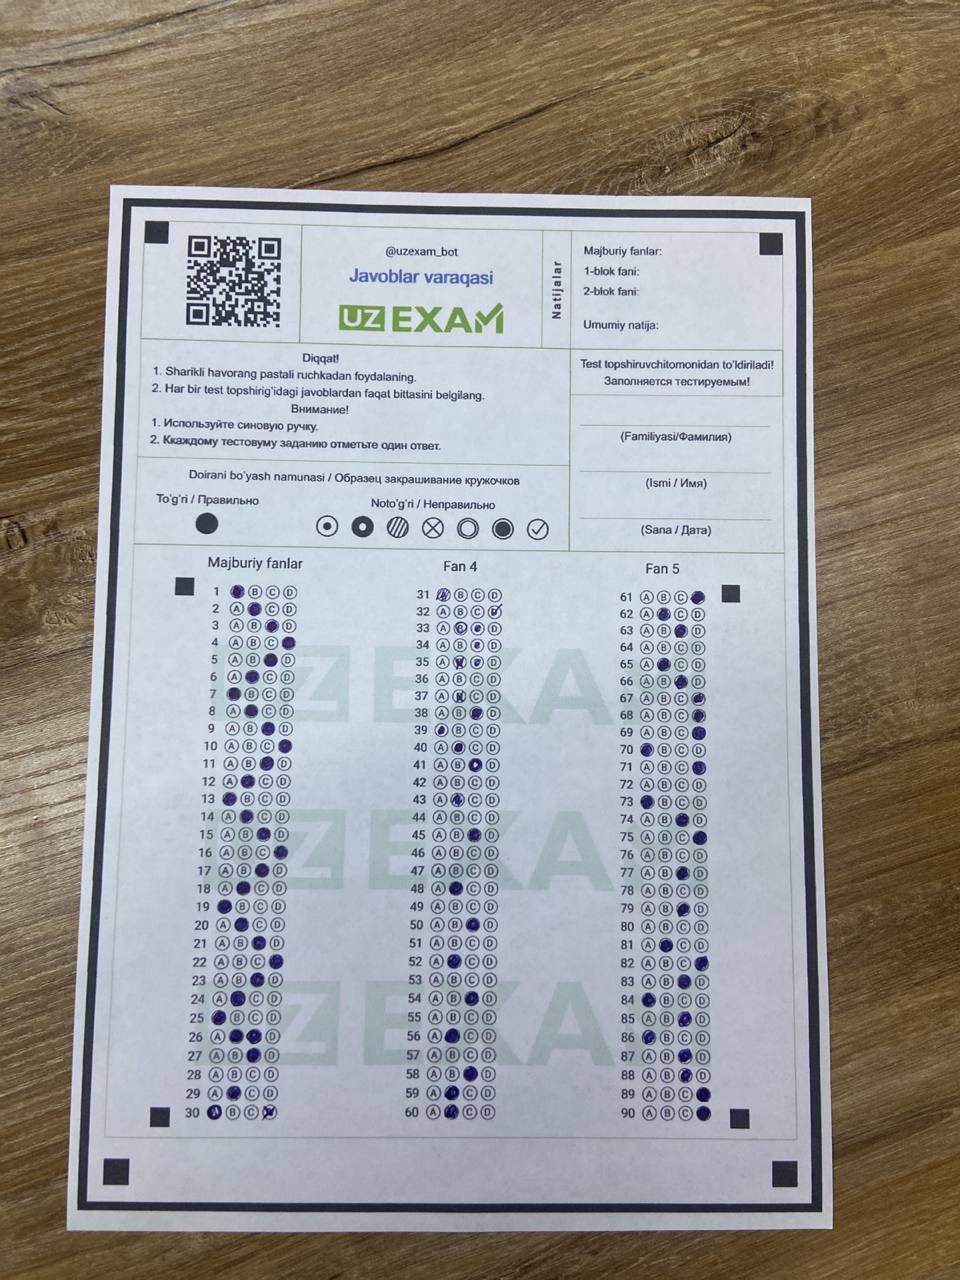 @uzexam_bot
Javoblar varaqasi
UZ EXAM
Natijalar
Majburiy fanlar:
1-blok fani:
2-blok fani:
Umumiy natija:
Diqqat!
1. Sharikli havorang pastali ruchkadan foydalaning.
2. Har bir test topshirig'idagi javoblardan faqat bittasini belgilang.
Внимание!
1. Используйте синовую ручку.
2. Ккаждому тестовуму заданию отметьте один ответ.
Test topshiruvchitomonidan to'ldiriladi!
Заполняется тестируемым!
(Familiyasi/Фамилия)
(Ismi / Имя)
(Sana / Дата)
Doirani bo'yash namunasi / Образец закрашивание кружочков
To'g'ri / Правильно
Noto'g'ri / Неправильно
Majburiy fanlar
1 A B C D
2 A B C D
3 A B C D
4 A B C D
5 A B C D
6 A B C D
7 A B C D
8 A B C D
9 A B C D
10 A B C D
11 A B C D
12 A B C D
13 A B C D
14 A B C D
15 A B C D
16 A B C D
17 A B C D
18 A B C D
19 A B C D
20 A B C D
21 A B C D
22 A B C D
23 A B C D
24 A B C D
25 A B C D
26 A B C D
27 A B C D
28 A B C D
29 A B C D
30 A B C D
Fan 4
31 A B C D
32 A B C D
33 A B C D
34 A B C D
35 A B C D
36 A B C D
37 A B C D
38 A B C D
39 A B C D
40 A B C D
41 A B C D
42 A B C D
43 A B C D
44 A B C D
45 A B C D
46 A B C D
47 A B C D
48 A B C D
49 A B C D
50 A B C D
51 A B C D
52 A B C D
53 A B C D
54 A B C D
55 A B C D
56 A B C D
57 A B C D
58 A B C D
59 A B C D
60 A B C D
Fan 5
61 A B C D
62 A B C D
63 A B C D
64 A B C D
65 A B C D
66 A B C D
67 A B C D
68 A B C D
69 A B C D
70 A B C D
71 A B C D
72 A B C D
73 A B C D
74 A B C D
75 A B C D
76 A B C D
77 A B C D
78 A B C D
79 A B C D
80 A B C D
81 A B C D
82 A B C D
83 A B C D
84 A B C D
85 A B C D
86 A B C D
87 A B C D
88 A B C D
89 A B C D
90 A B C D